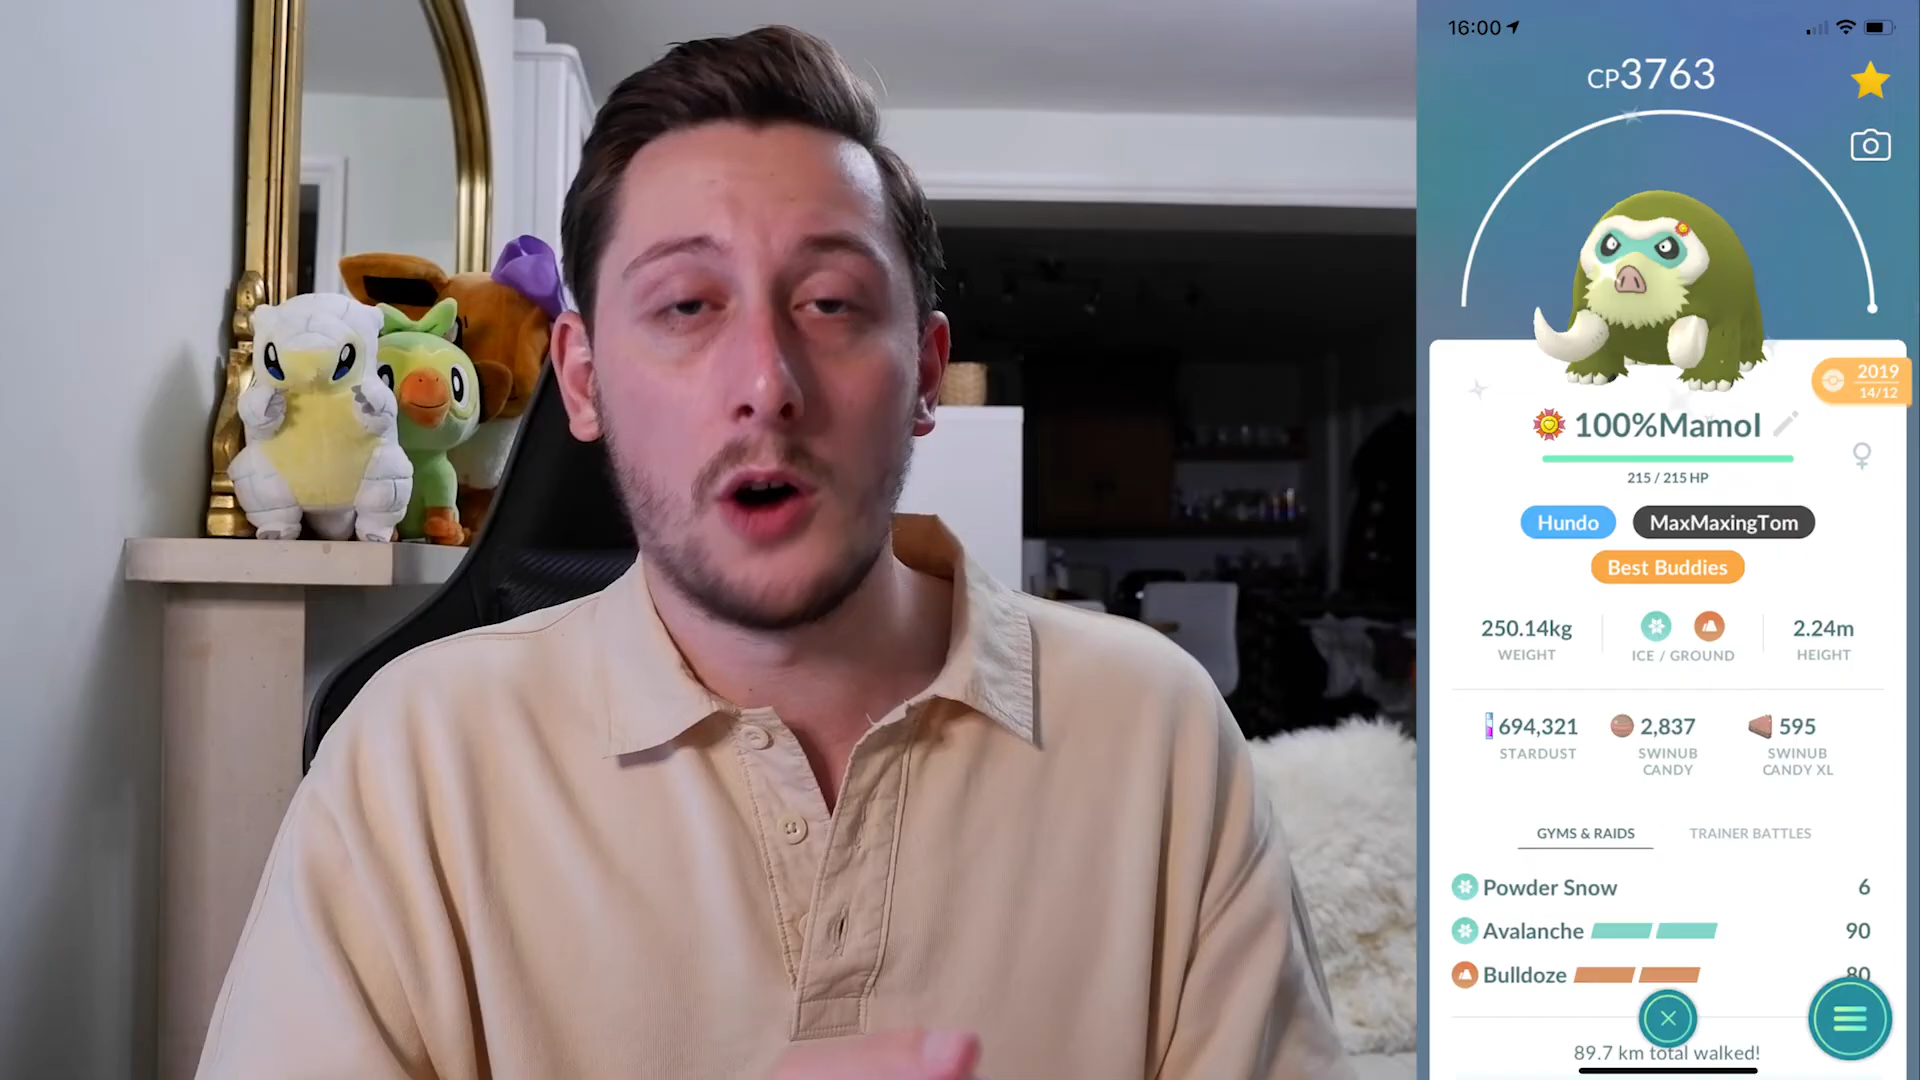 16:00
CP3763
2019
14/12
100%Mamol
215 / 215 HP
Hundo
MaxMaxingTom
Best Buddies
250.14kg
WEIGHT
ICE / GROUND
2.24m
HEIGHT
694,321
STARDUST
2,837
SWINUB
CANDY
595
SWINUB
CANDY XL
GYMS & RAIDS
TRAINER BATTLES
Powder Snow 6
Avalanche 90
Bulldoze 80
89.7 km total walked!